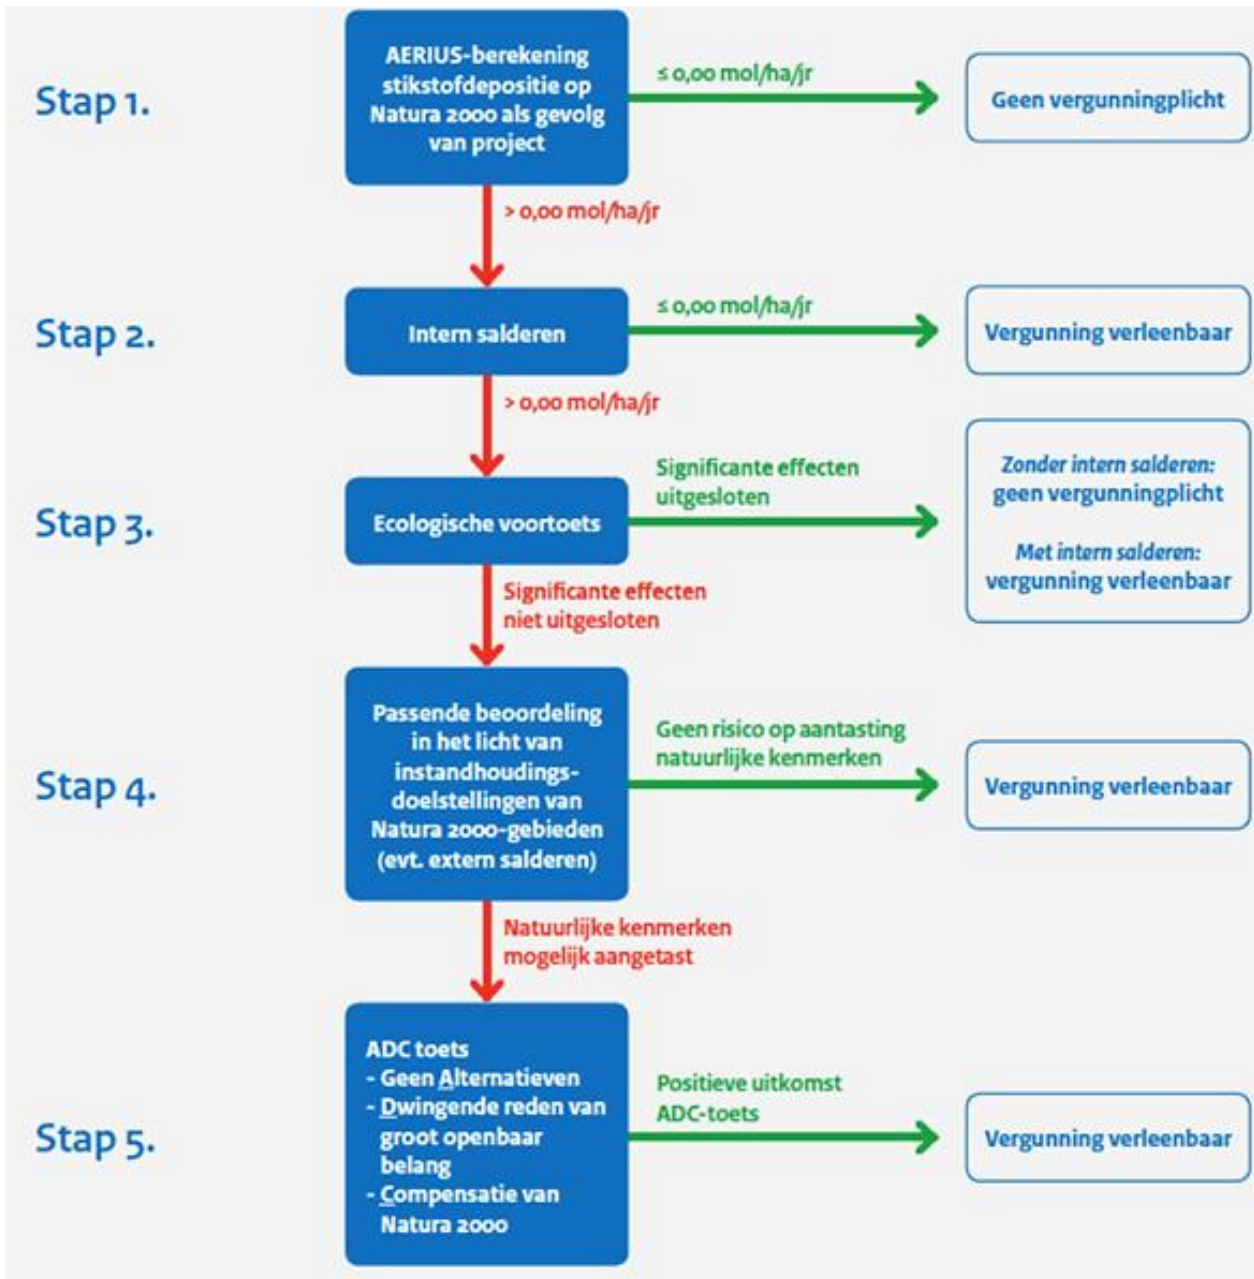 Stap 1.
AERIUS-berekening
stikstofdepositie op
Natura 2000 als gevolg
van project
≤ 0,00 mol/ha/jr
Geen vergunningplicht
> 0,00 mol/ha/jr
Stap 2.
Intern salderen
≤ 0,00 mol/ha/jr
Vergunning verleenbaar
> 0,00 mol/ha/jr
Stap 3.
Ecologische voortoets
Significante effecten
uitgesloten
Zonder intern salderen:
geen vergunningplicht
Met intern salderen:
vergunning verleenbaar
Significante effecten
niet uitgesloten
Stap 4.
Passende beoordeling
in het licht van
instandhoudings-
doelstellingen van
Natura 2000-gebieden
(evt. extern salderen)
Geen risico op aantasting
natuurlijke kenmerken
Vergunning verleenbaar
Natuurlijke kenmerken
mogelijk aangetast
Stap 5.
ADC toets
- Geen Alternatieven
- Dwingende reden van
groot openbaar
belang
- Compensatie van
Natura 2000
Positieve uitkomst
ADC-toets
Vergunning verleenbaar